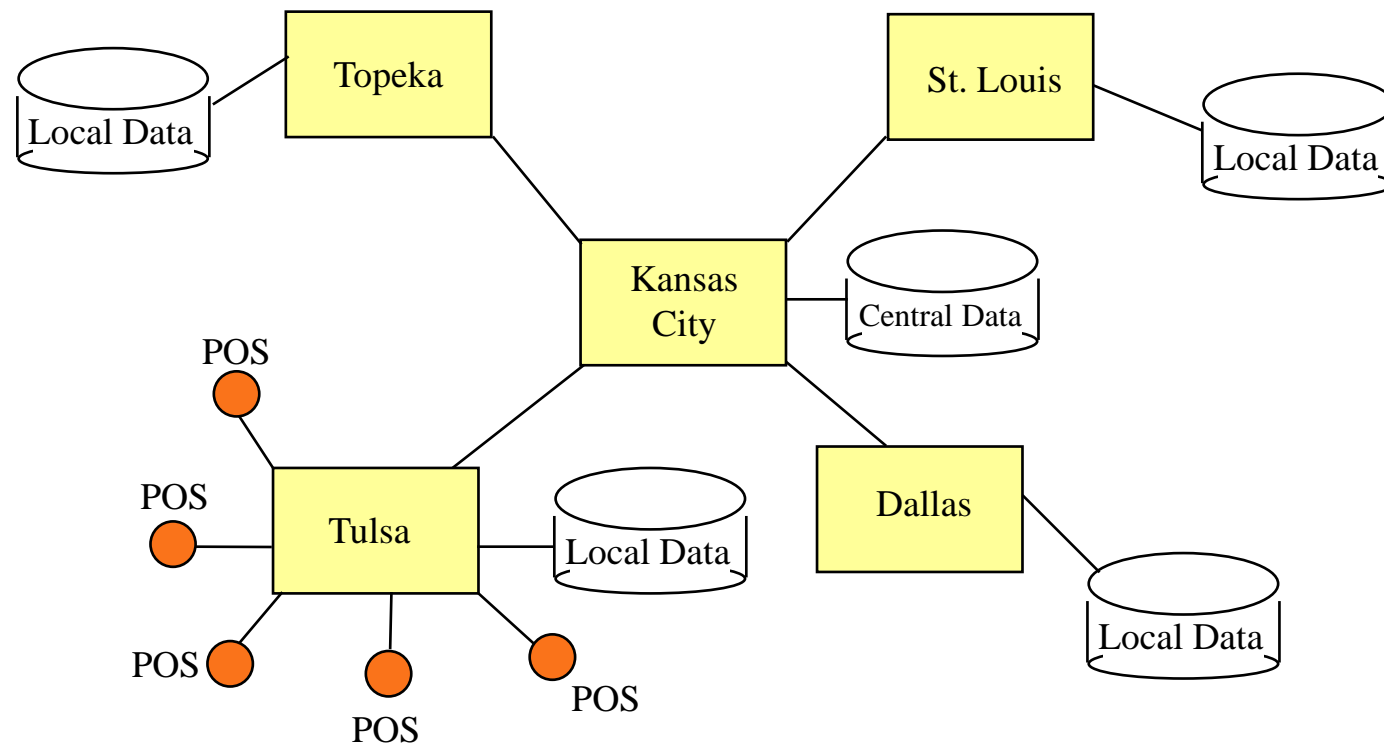 Topeka
St. Louis
Local Data
Local Data
Kansas
City
Central Data
POS
POS
Tulsa
Local Data
Dallas
POS
POS
POS
Local Data